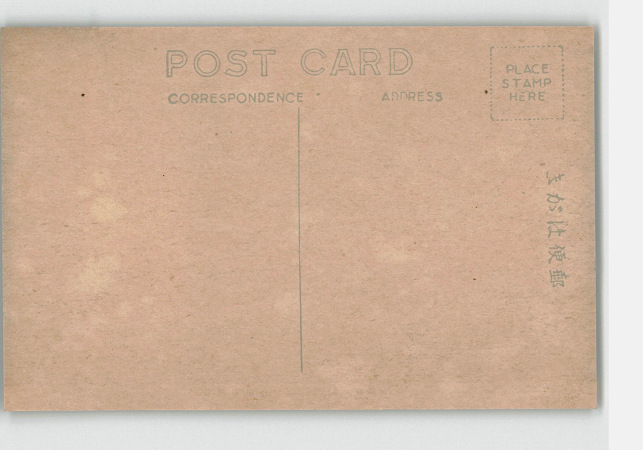 POST CARD
CORRESPONDENCE
ADDRESS
PLACE
STAMP
HERE
きがは便郵